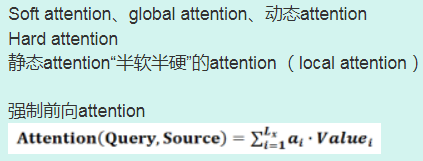 Soft attention、global attention、动态attention
Hard attention
静态attention“半软半硬”的attention （local attention）
强制前向attention
Attention(Query, Source) = ∑_{i=1}^{L_x} a_i · Value_i